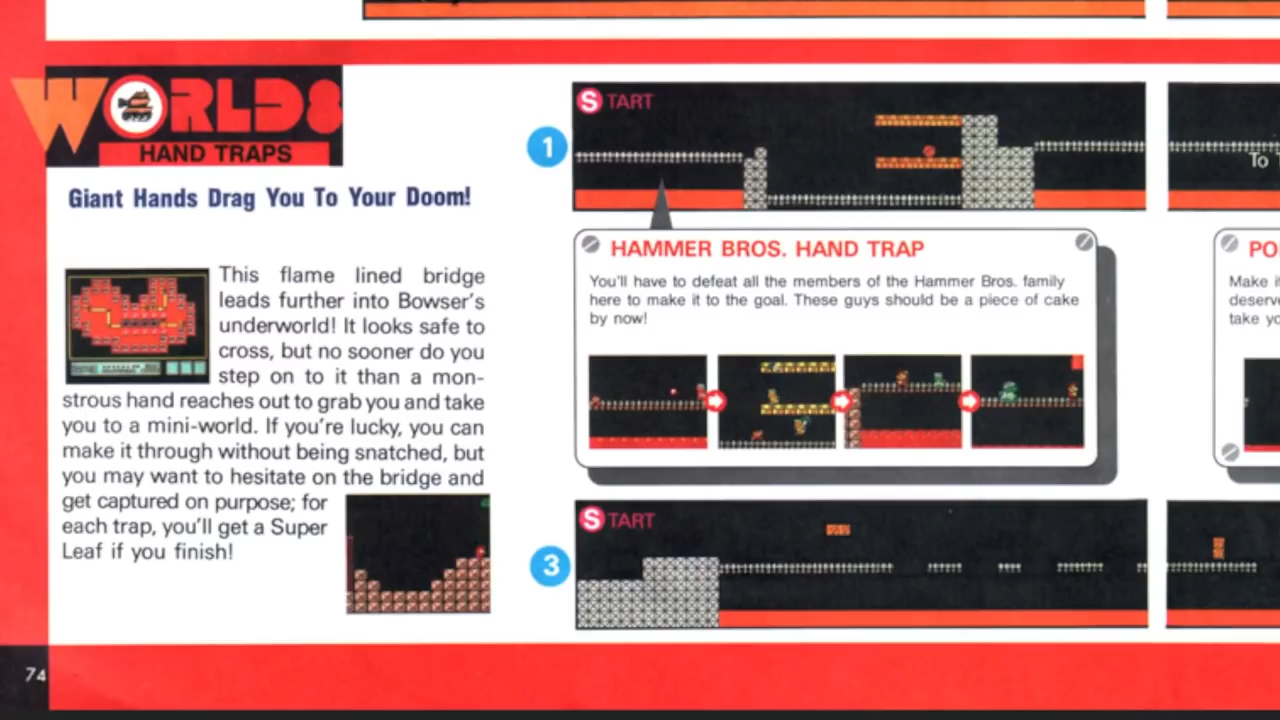 WORLD 8
HAND TRAPS
Giant Hands Drag You To Your Doom!
This flame lined bridge
leads further into Bowser's
underworld! It looks safe to
cross, but no sooner do you
step on to it than a mon-
strous hand reaches out to grab you and take
you to a mini-world. If you're lucky, you can
make it through without being snatched, but
you may want to hesitate on the bridge and
get captured on purpose; for
each trap, you'll get a Super
Leaf if you finish!
74
1
START
To
HAMMER BROS. HAND TRAP
You'll have to defeat all the members of the Hammer Bros. family
here to make it to the goal. These guys should be a piece of cake
by now!
PO
Make i
deserv
take yo
3
START